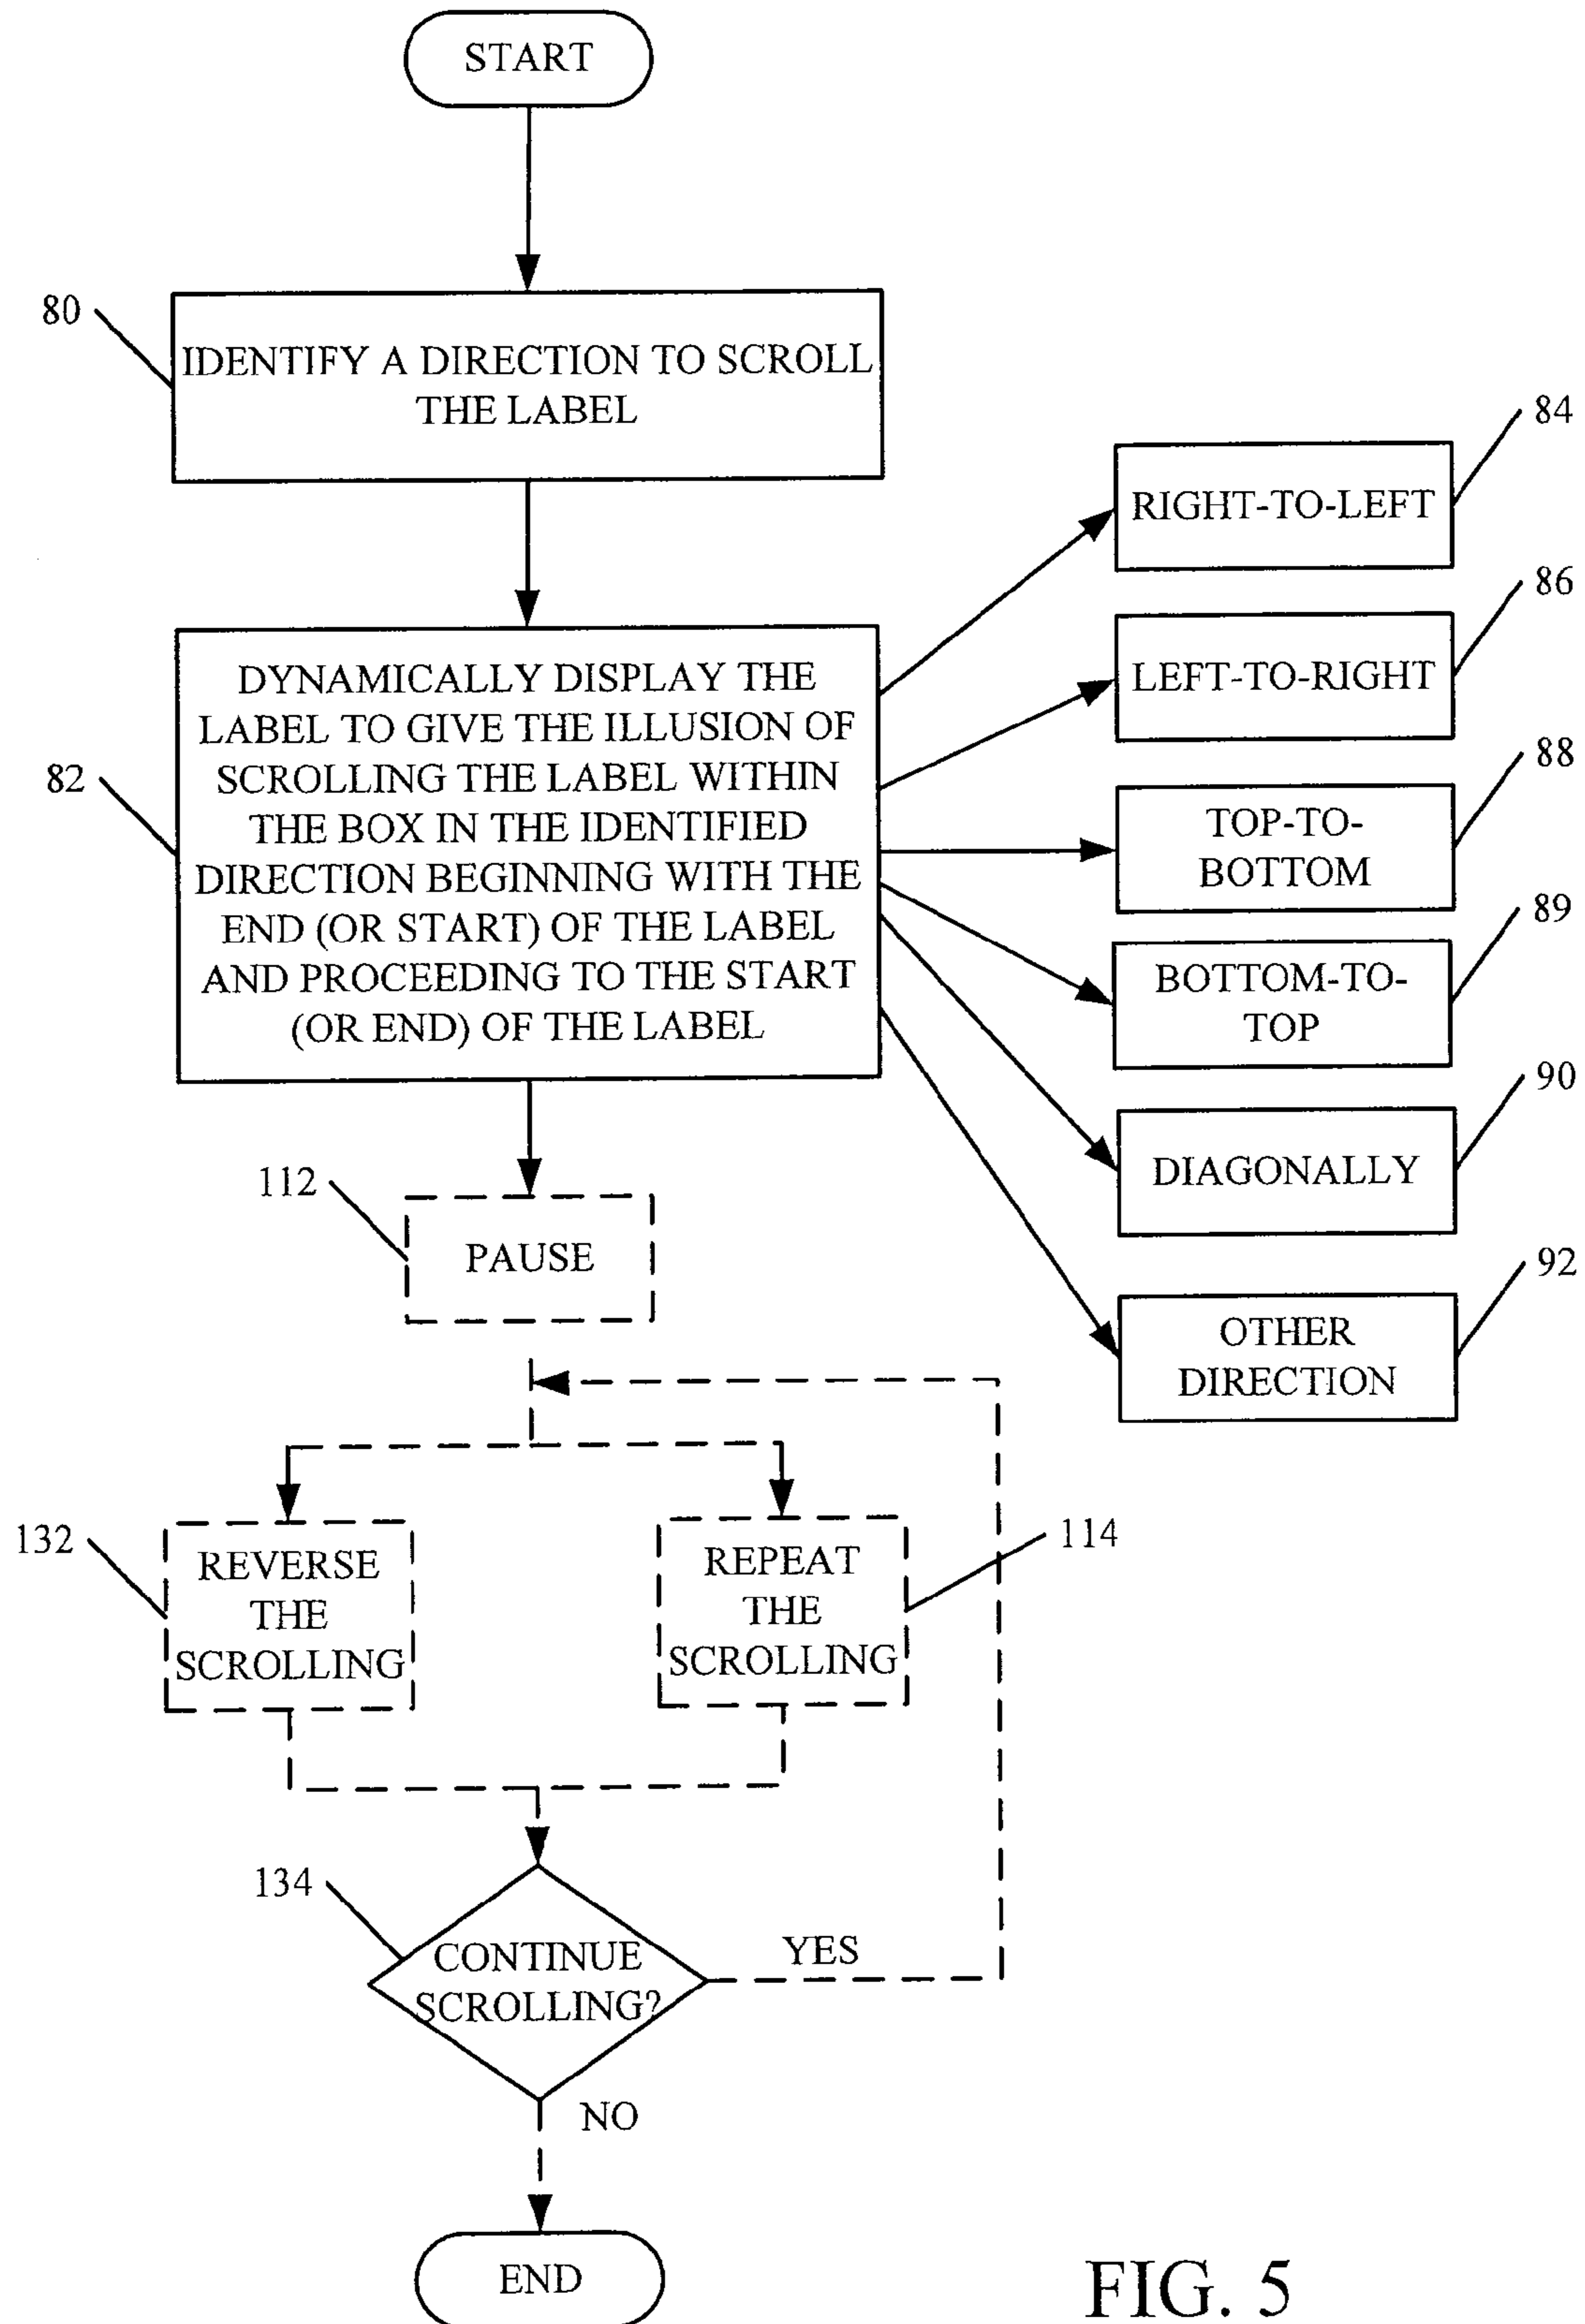 START
80
IDENTIFY A DIRECTION TO SCROLL
THE LABEL
84
RIGHT-TO-LEFT
86
LEFT-TO-RIGHT
82
DYNAMICALLY DISPLAY THE
LABEL TO GIVE THE ILLUSION OF
SCROLLING THE LABEL WITHIN
THE BOX IN THE IDENTIFIED
DIRECTION BEGINNING WITH THE
END (OR START) OF THE LABEL
AND PROCEEDING TO THE START
(OR END) OF THE LABEL
88
TOP-TO-
BOTTOM
89
BOTTOM-TO-
TOP
90
DIAGONALLY
112
PAUSE
92
OTHER
DIRECTION
132
REVERSE
THE
SCROLLING
REPEAT
THE
SCROLLING
114
134
CONTINUE
SCROLLING?
YES
NO
END
FIG. 5